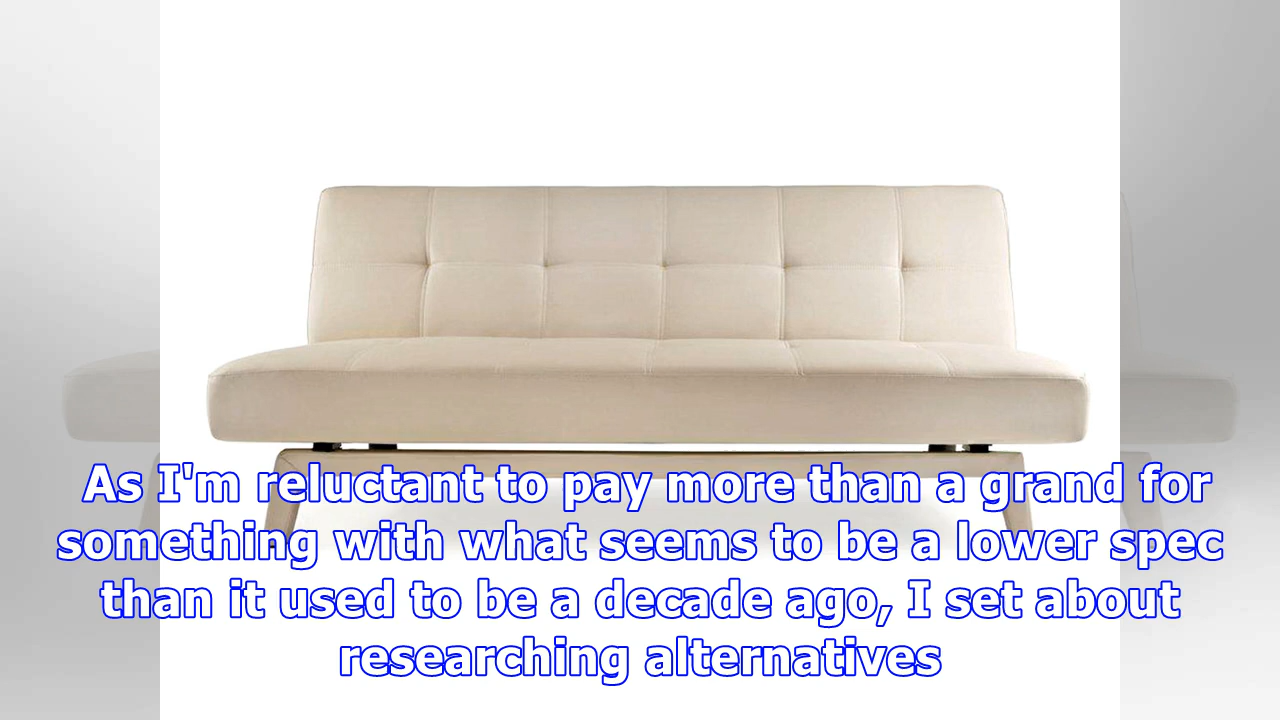 As I'm reluctant to pay more than a grand for
something with what seems to be a lower spec
than it used to be a decade ago, I set about
researching alternatives